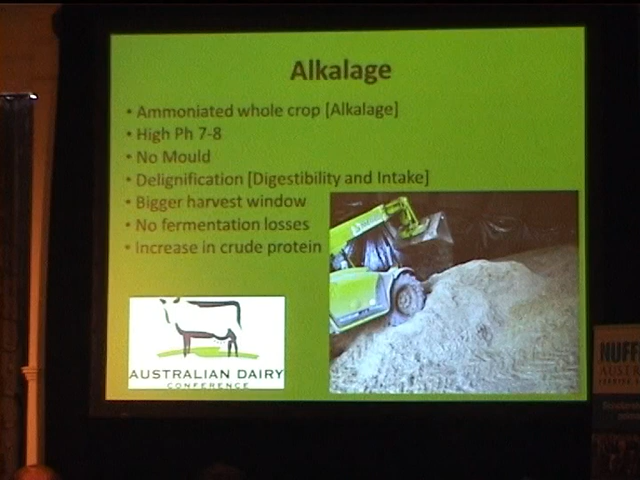 Alkalage
• Ammoniated whole crop [Alkalage]
• High Ph 7-8
• No Mould
• Delignification [Digestibility and Intake]
• Bigger harvest window
• No fermentation losses
• Increase in crude protein
AUSTRALIAN DAIRY
CONFERENCE
NUFF
AUSTR